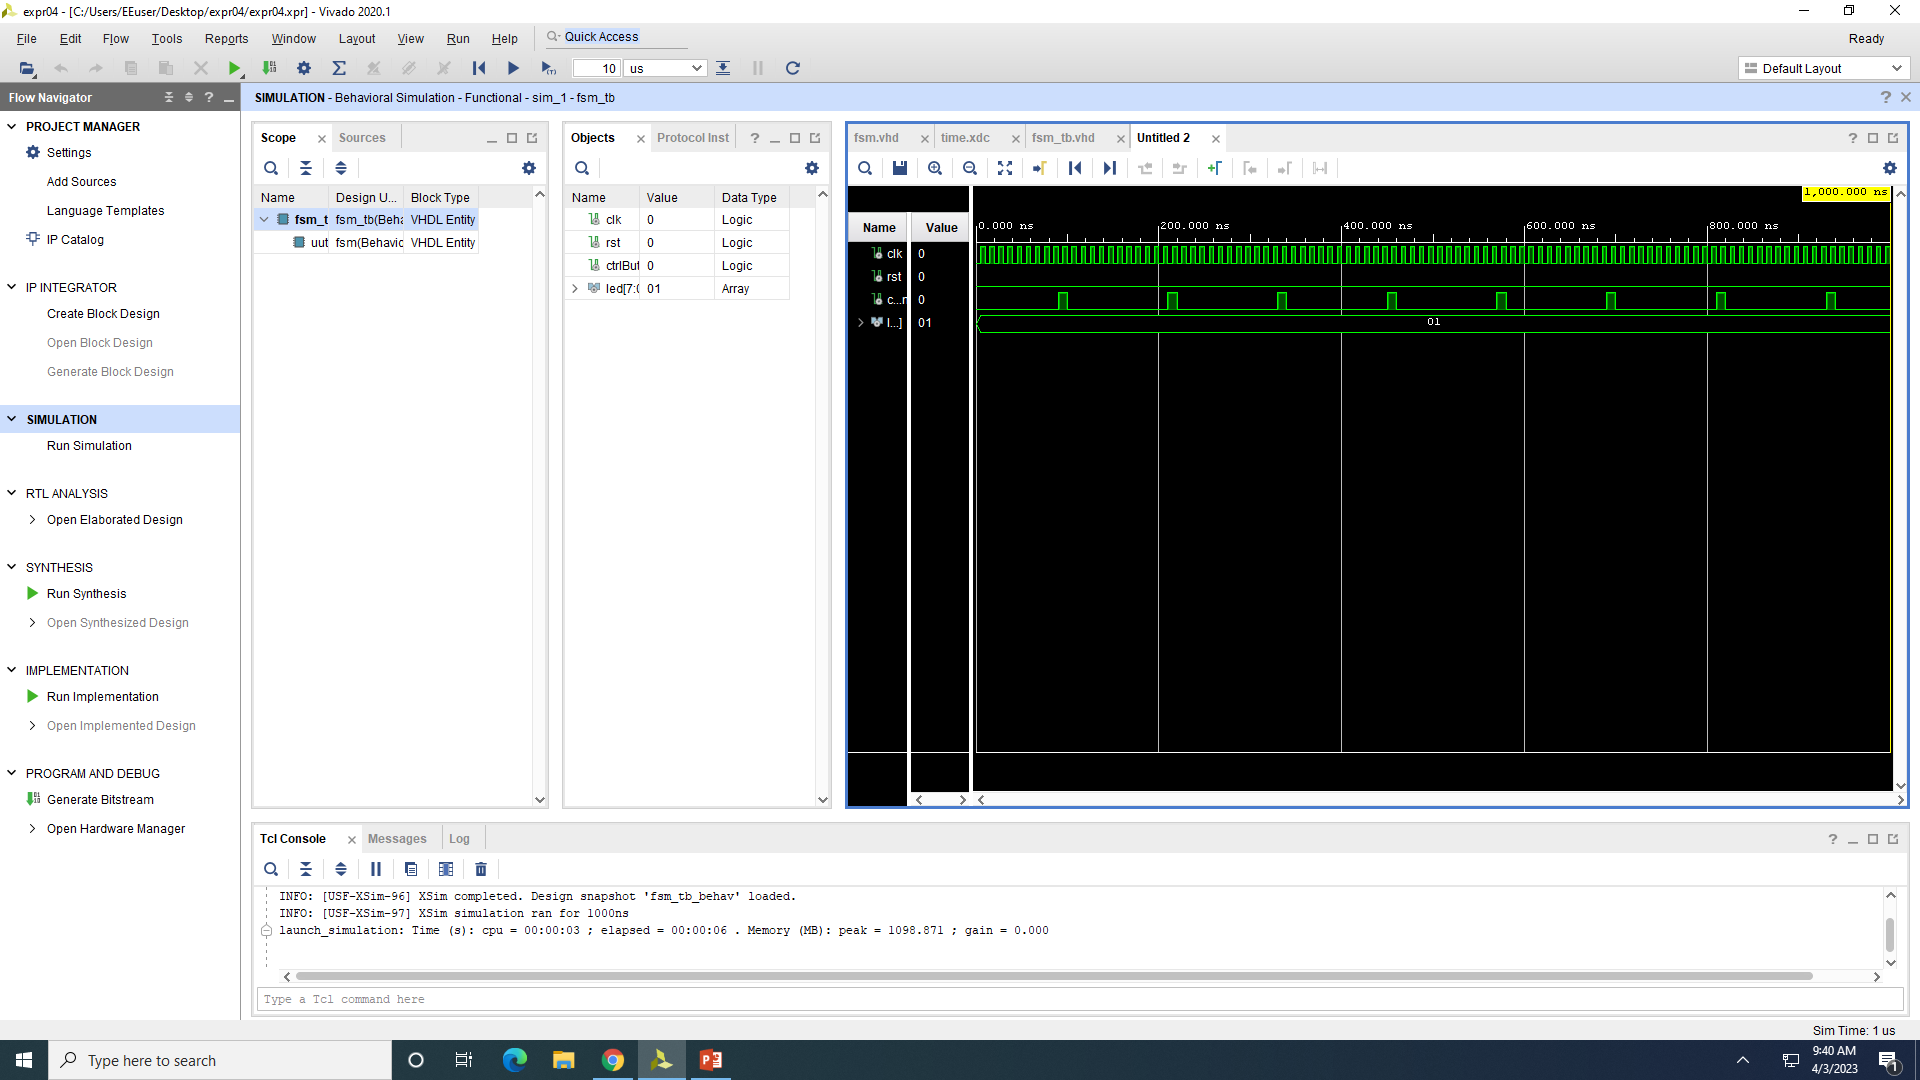 expr04 - [C:/Users/EEuser/Desktop/expr04/expr04.xpr] - Vivado 2020.1
File Edit Flow Tools Reports Window Layout View Run Help Quick Access Ready
10 us Default Layout
Flow Navigator
SIMULATION - Behavioral Simulation - Functional - sim_1 - fsm_tb
PROJECT MANAGER
Settings
Add Sources
Language Templates
IP Catalog
IP INTEGRATOR
Create Block Design
Open Block Design
Generate Block Design
SIMULATION
Run Simulation
RTL ANALYSIS
Open Elaborated Design
SYNTHESIS
Run Synthesis
Open Synthesized Design
IMPLEMENTATION
Run Implementation
Open Implemented Design
PROGRAM AND DEBUG
Generate Bitstream
Open Hardware Manager
Scope Sources
Name Design U... Block Type
fsm_t fsm_tb(Beha VHDL Entity
uut fsm(Behavic VHDL Entity
Objects Protocol Inst
Name Value Data Type
clk 0 Logic
rst 0 Logic
ctrlBut 0 Logic
led[7:0 01 Array
fsm.vhd time.xdc fsm_tb.vhd Untitled 2
1,000.000 ns
Name Value
0.000 ns 200.000 ns 400.000 ns 600.000 ns 800.000 ns
clk 0
rst 0
c...n 0
l...] 01 01
Tcl Console Messages Log
INFO: [USF-XSim-96] XSim completed. Design snapshot 'fsm_tb_behav' loaded.
INFO: [USF-XSim-97] XSim simulation ran for 1000ns
launch_simulation: Time (s): cpu = 00:00:03 ; elapsed = 00:00:06 . Memory (MB): peak = 1098.871 ; gain = 0.000
Type a Tcl command here
Sim Time: 1 us
Type here to search
9:40 AM
4/3/2023
1